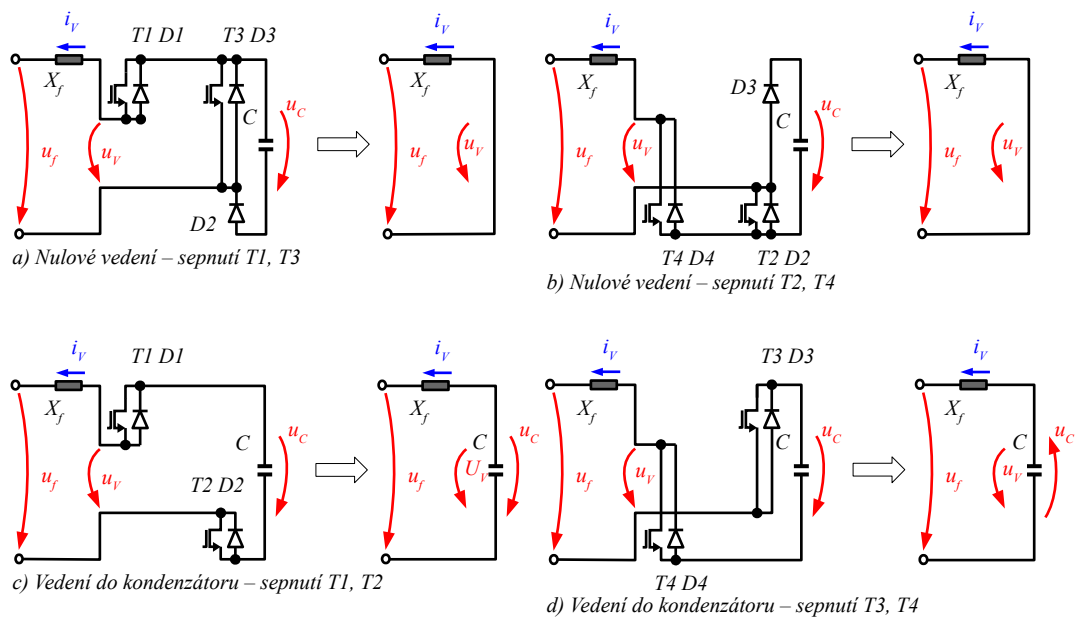 i_V T1 D1 T3 D3 i_V
X_f C u_C X_f
u_f u_V u_f u_V
D2
a) Nulové vedení – sepnutí T1, T3
i_V i_V
X_f D3 C u_C X_f
u_f u_V u_f u_V
T4 D4 T2 D2
b) Nulové vedení – sepnutí T2, T4
i_V T1 D1 i_V
X_f C u_C X_f C u_C
u_f u_V T2 D2 u_f U_V
c) Vedení do kondenzátoru – sepnutí T1, T2
i_V T3 D3 i_V
X_f C u_C X_f C u_C
u_f u_V u_f u_V
T4 D4
d) Vedení do kondenzátoru – sepnutí T3, T4